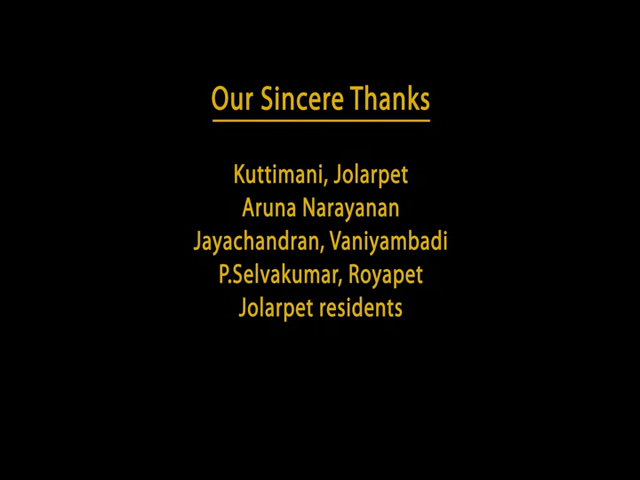 Our Sincere Thanks
Kuttimani, Jolarpet
Aruna Narayanan
Jayachandran, Vaniyambadi
P.Selvakumar, Royapet
Jolarpet residents